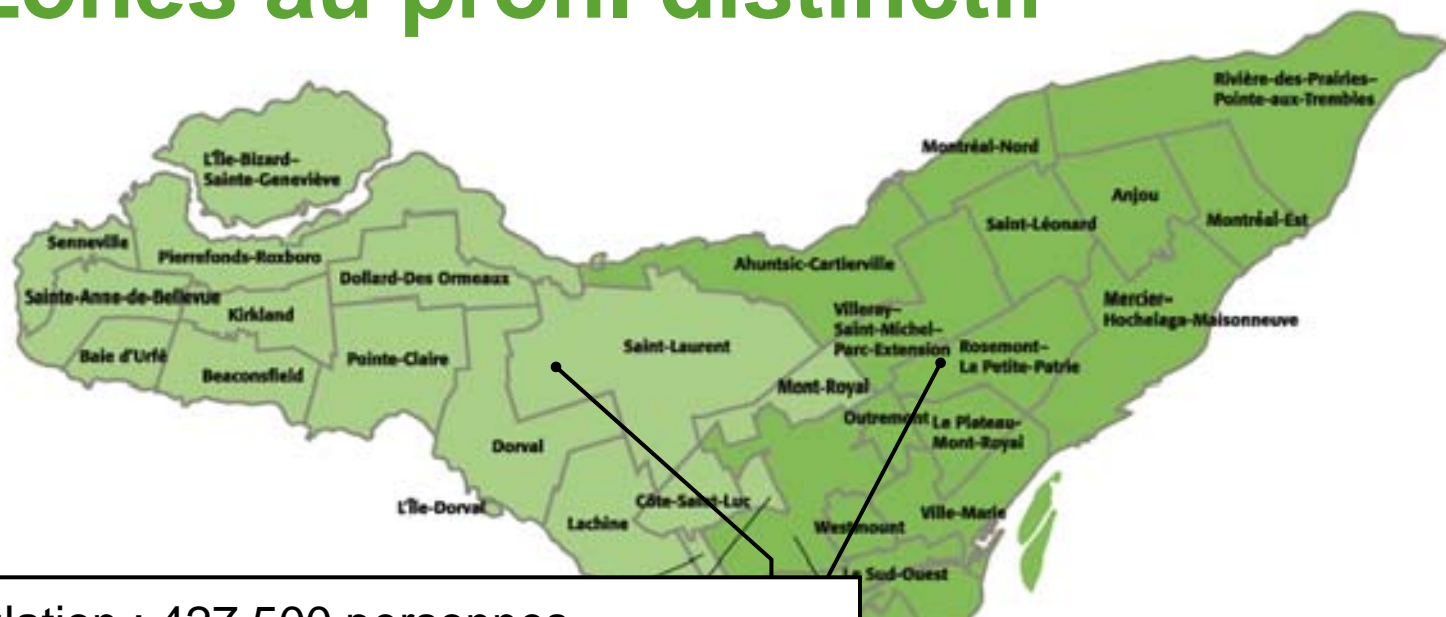 zones au profil distinctif
Rivière-des-Prairies–
Pointe-aux-Trembles
Montréal-Nord
L'Île-Bizard–
Sainte-Geneviève
Anjou
Saint-Léonard
Montréal-Est
Senneville
Pierrefonds-Roxboro
Ahuntsic-Cartierville
Dollard-Des Ormeaux
Sainte-Anne-de-Bellevue
Kirkland
Mercier–
Hochelaga-Maisonneuve
Villeray–
Saint-Michel–
Parc-Extension
Rosemont–
La Petite-Patrie
Saint-Laurent
Baie d'Urfé
Pointe-Claire
Beaconsfield
Mont-Royal
Outremont
Le Plateau-
Mont-Royal
Dorval
Côte-Saint-Luc
L'Île-Dorval
Lachine
Westmount
Ville-Marie
Le Sud-Ouest
ulation : 437 500 personnes